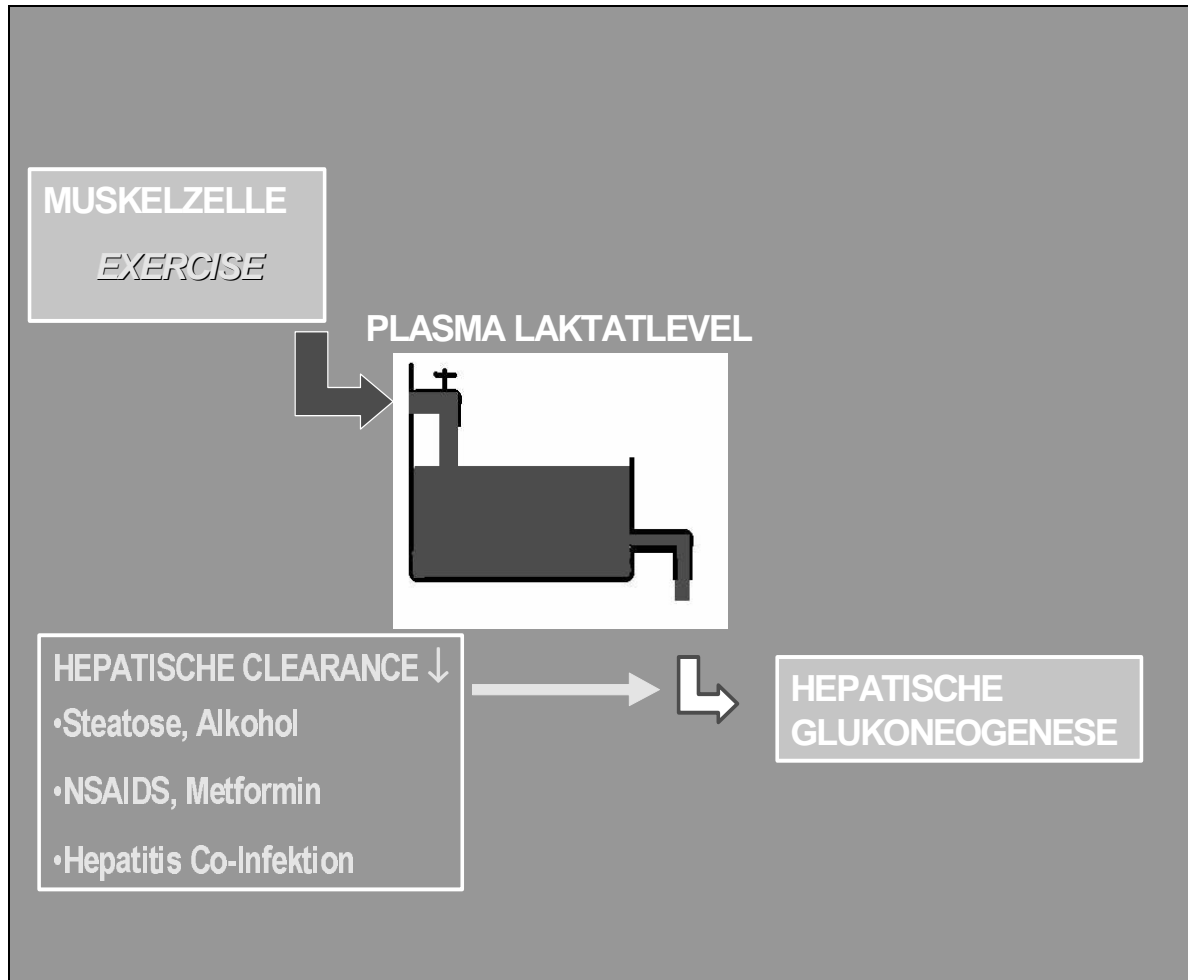 MUSKELZELLE
EXERCISE
PLASMA LAKTATLEVEL
HEPATISCHE CLEARANCE ↓
•Steatose, Alkohol
•NSAIDS, Metformin
•Hepatitis Co-Infektion
HEPATISCHE
GLUKONEOGENESE